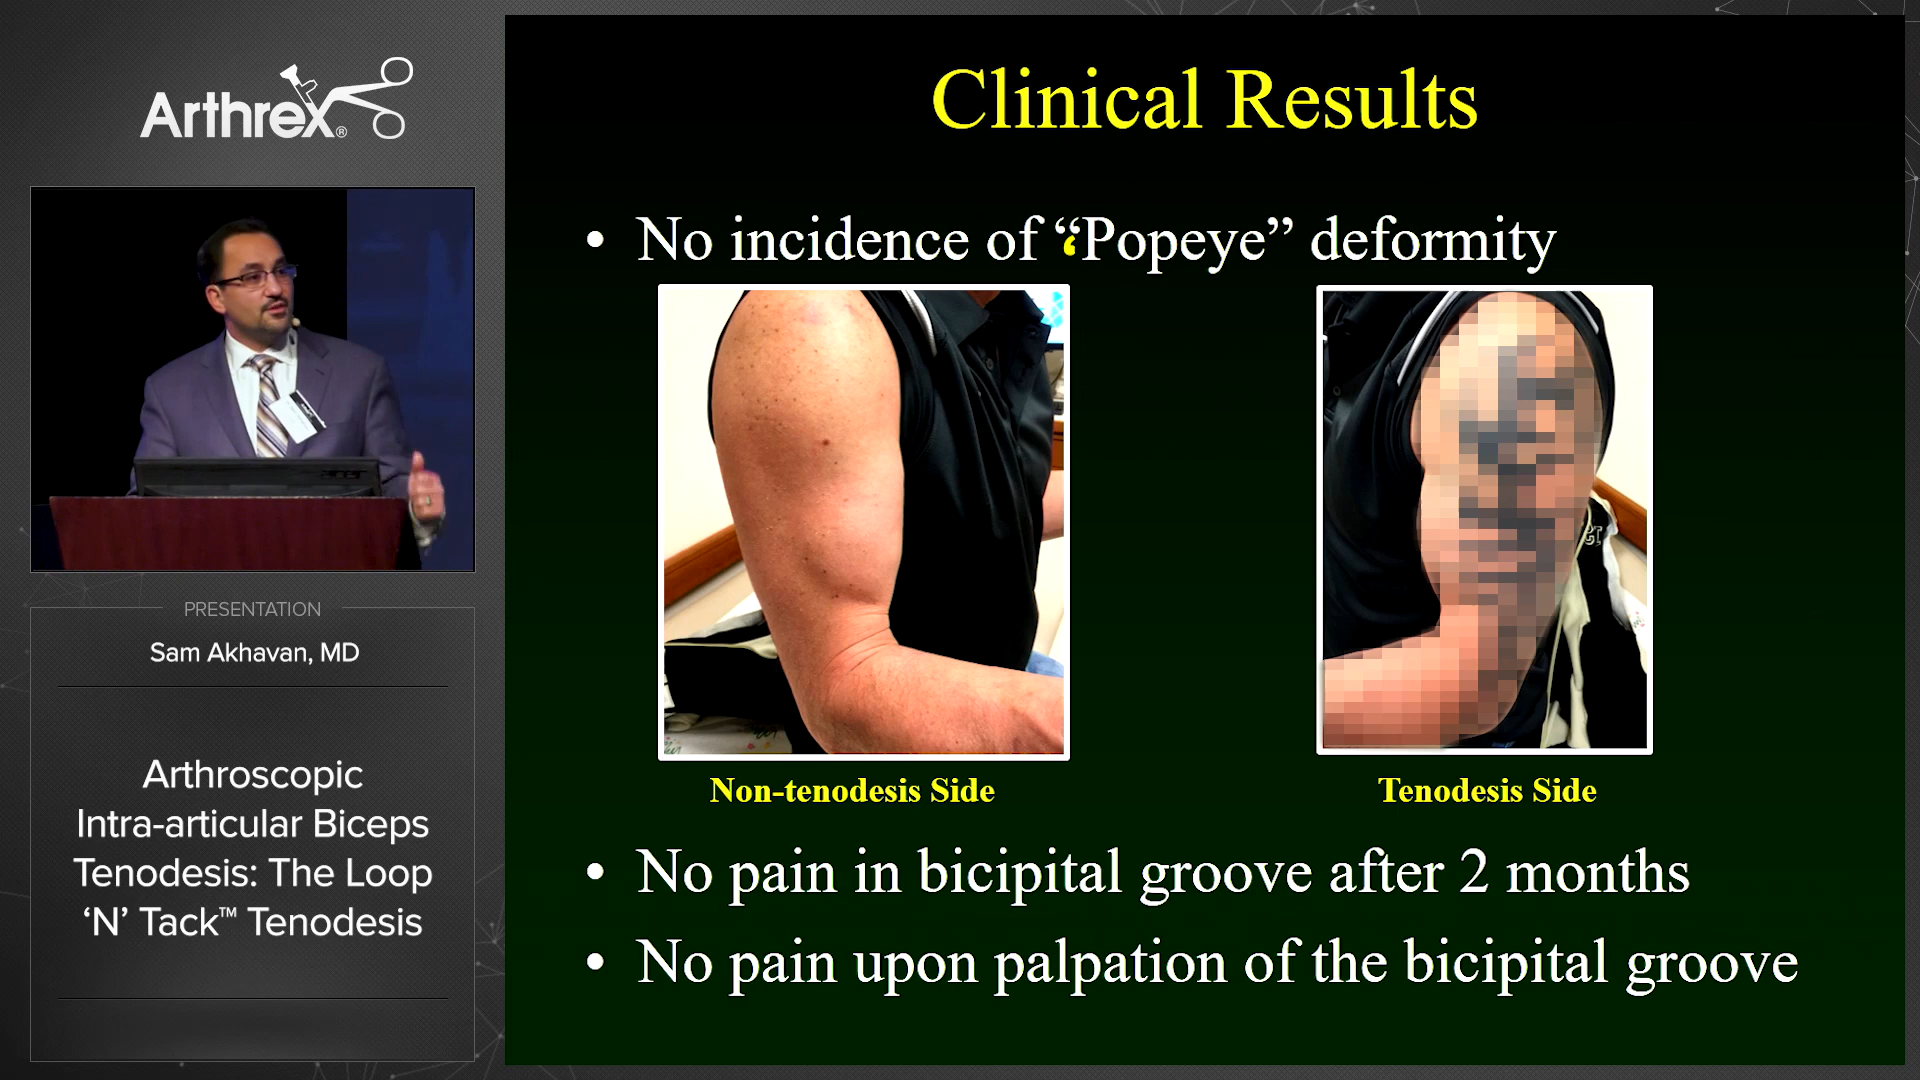 Arthrex®
PRESENTATION
Sam Akhavan, MD
Arthroscopic
Intra-articular Biceps
Tenodesis: The Loop
‘N’ Tack™ Tenodesis
Clinical Results
• No incidence of “Popeye” deformity
Non-tenodesis Side
Tenodesis Side
• No pain in bicipital groove after 2 months
• No pain upon palpation of the bicipital groove